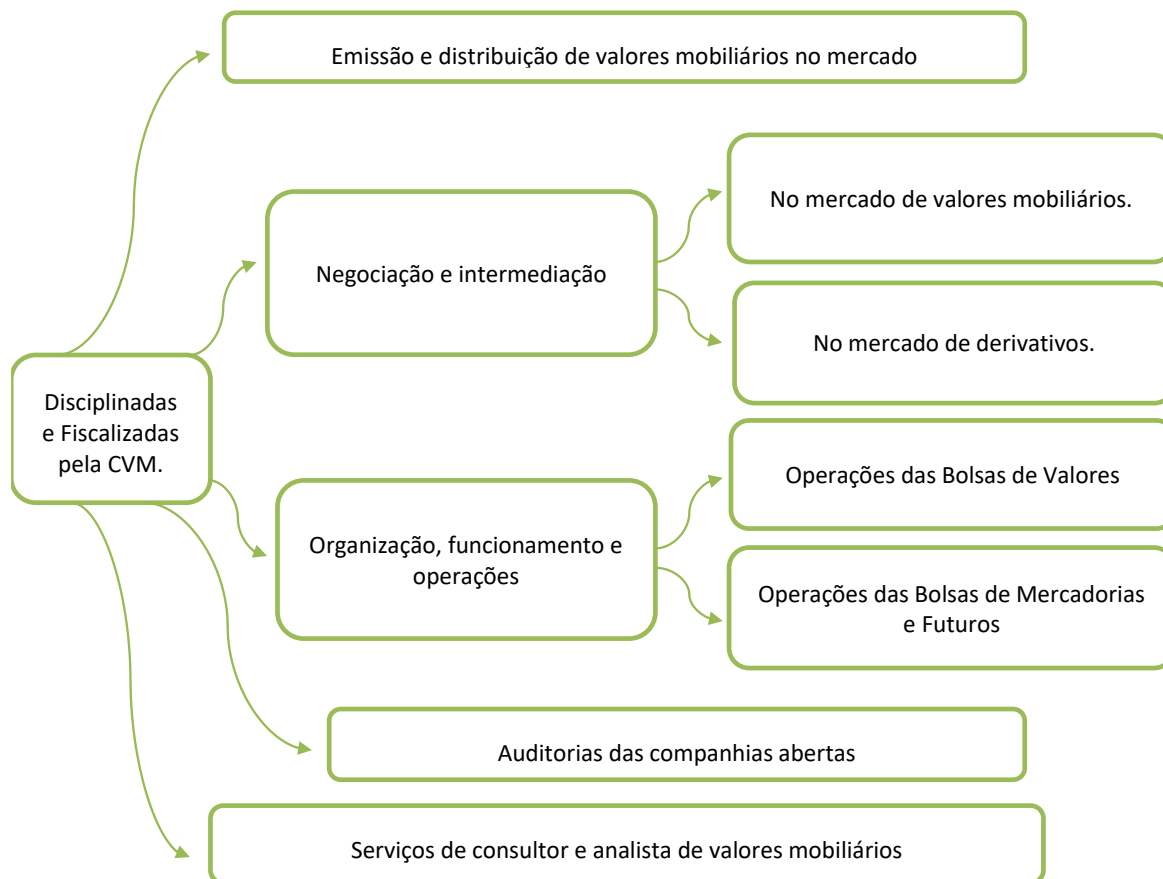 Emissão e distribuição de valores mobiliários no mercado
No mercado de valores mobiliários.
Negociação e intermediação
No mercado de derivativos.
Disciplinadas
e Fiscalizadas
pela CVM.
Operações das Bolsas de Valores
Organização, funcionamento e
operações
Operações das Bolsas de Mercadorias
e Futuros
Auditorias das companhias abertas
Serviços de consultor e analista de valores mobiliários